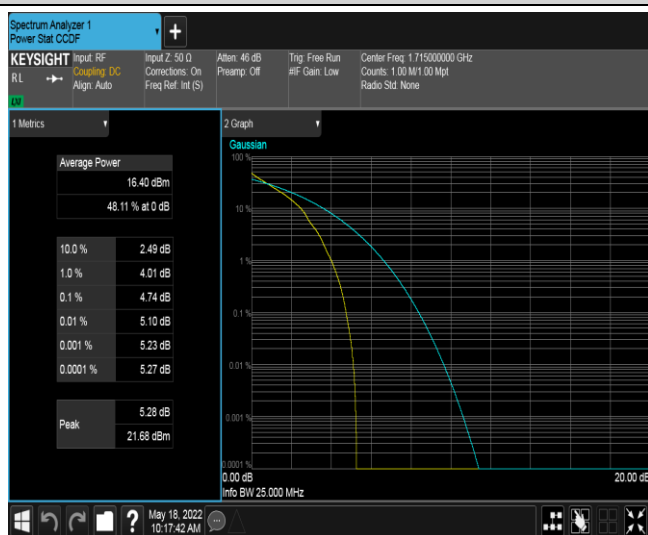 Spectrum Analyzer 1
Power Stat CCDF
+
KEYSIGHT
RL
Input: RF
Coupling: DC
Align: Auto
Input Z: 50 Ω
Corrections: On
Freq Ref: Int (S)
Atten: 46 dB
Preamp: Off
Trig: Free Run
#IF Gain: Low
Center Freq: 1.715000000 GHz
Counts: 1.00 M/1.00 Mpt
Radio Std: None
1 Metrics
Average Power
16.40 dBm
48.11 % at 0 dB
10.0 % 2.49 dB
1.0 % 4.01 dB
0.1 % 4.74 dB
0.01 % 5.10 dB
0.001 % 5.23 dB
0.0001 % 5.27 dB
Peak
5.28 dB
21.68 dBm
2 Graph
Gaussian
100 %
10 %
1 %
0.1 %
0.01 %
0.001 %
0.0001 %
0.00 dB 20.00 dB
Info BW 25.000 MHz
?
May 18, 2022
10:17:42 AM